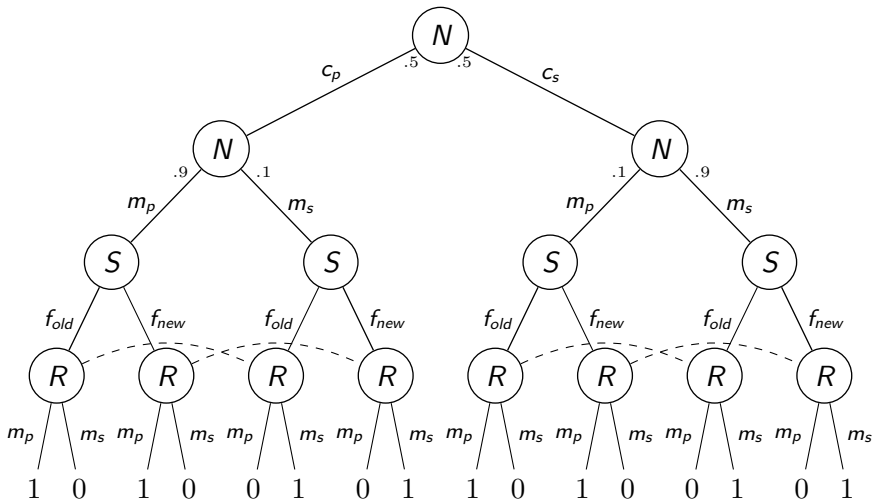 N
.5 .5
c_p c_s
N N
.9 .1 .1 .9
m_p m_s m_p m_s
S S S S
f_old f_new f_old f_new f_old f_new f_old f_new
R R R R R R R R
m_p m_s m_p m_s m_p m_s m_p m_s m_p m_s m_p m_s m_p m_s m_p m_s
1 0 1 0 0 1 0 1 1 0 1 0 0 1 0 1